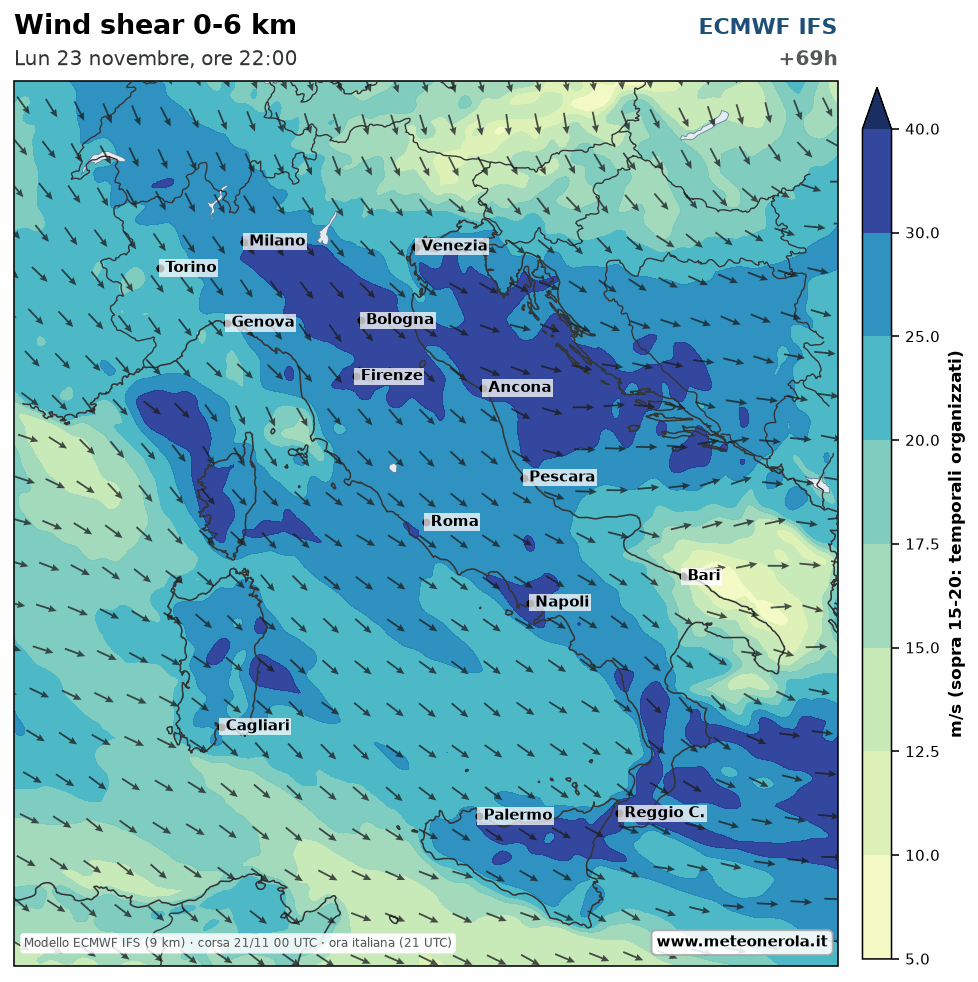 Wind shear 0-6 km
ECMWF IFS
Lun 23 novembre, ore 22:00
+69h
Milano
Venezia
Torino
Genova
Bologna
Firenze
Ancona
Pescara
Roma
Bari
Napoli
Cagliari
Palermo
Reggio C.
Modello ECMWF IFS (9 km) · corsa 21/11 00 UTC · ora italiana (21 UTC)
www.meteonerola.it
40.0
30.0
25.0
20.0
17.5
15.0
12.5
10.0
5.0
m/s (sopra 15-20: temporali organizzati)